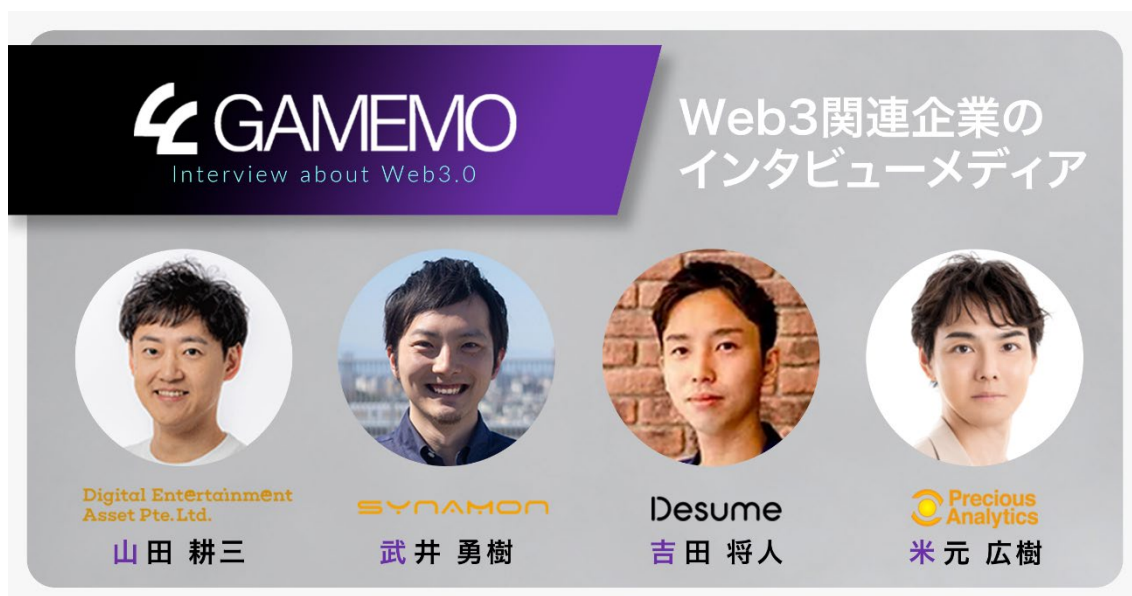 GAMEMO
Interview about Web3.0
Web3関連企業の
インタビューメディア
Digital Entertainment
Asset Pte.Ltd.
山田 耕三
SYNAMON
武井 勇樹
Desume
吉田 将人
Precious
Analytics
米元 広樹